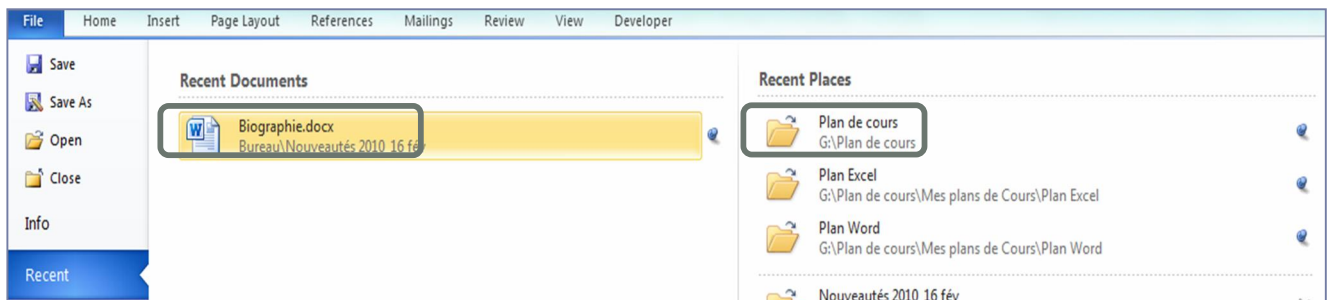 File Home Insert Page Layout References Mailings Review View Developer
Save
Save As
Open
Close
Info
Recent
Recent Documents
Biographie.docx
Bureau\Nouveautés 2010 16 fév
Recent Places
Plan de cours
G:\Plan de cours
Plan Excel
G:\Plan de cours\Mes plans de Cours\Plan Excel
Plan Word
G:\Plan de cours\Mes plans de Cours\Plan Word
Nouveautés 2010 16 fév